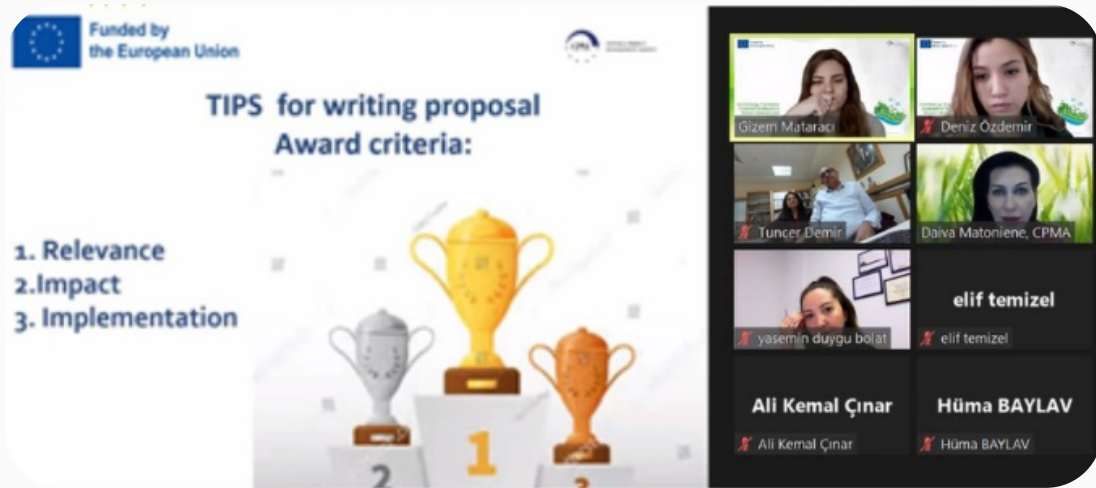 Funded by
the European Union
CPMA
TIPS for writing proposal
Award criteria:
1. Relevance
2.Impact
3. Implementation
1
2
3
Gizem Mataracı
Deniz Özdemir
Tuncer Demir
Daiva Matoniene, CPMA
yasemin duygu bolat
elif temizel
elif temizel
Ali Kemal Çınar
Hüma BAYLAV
Ali Kemal Çınar
Hüma BAYLAV